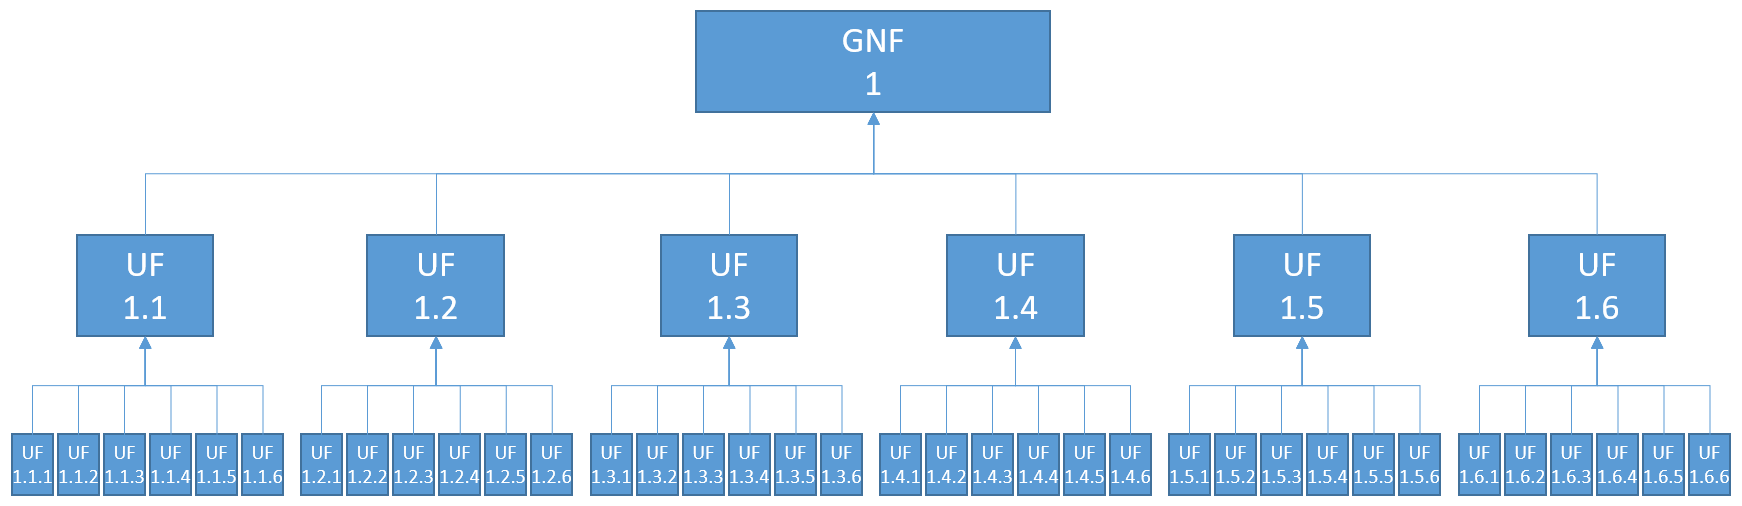 GNF
1
UF
1.1
UF
1.2
UF
1.3
UF
1.4
UF
1.5
UF
1.6
UF
1.1.1
UF
1.1.2
UF
1.1.3
UF
1.1.4
UF
1.1.5
UF
1.1.6
UF
1.2.1
UF
1.2.2
UF
1.2.3
UF
1.2.4
UF
1.2.5
UF
1.2.6
UF
1.3.1
UF
1.3.2
UF
1.3.3
UF
1.3.4
UF
1.3.5
UF
1.3.6
UF
1.4.1
UF
1.4.2
UF
1.4.3
UF
1.4.4
UF
1.4.5
UF
1.4.6
UF
1.5.1
UF
1.5.2
UF
1.5.3
UF
1.5.4
UF
1.5.5
UF
1.5.6
UF
1.6.1
UF
1.6.2
UF
1.6.3
UF
1.6.4
UF
1.6.5
UF
1.6.6